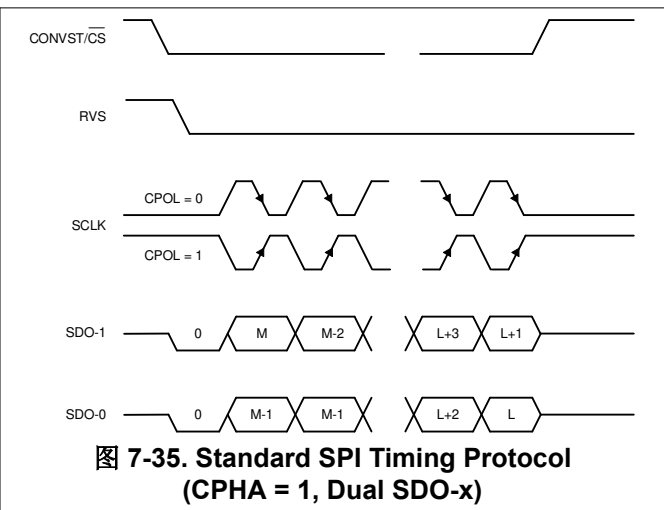 CONVST/CS
RVS
CPOL = 0
SCLK
CPOL = 1
SDO-1 0 M M-2 L+3 L+1
SDO-0 0 M-1 M-1 L+2 L
图 7-35. Standard SPI Timing Protocol
(CPHA = 1, Dual SDO-x)